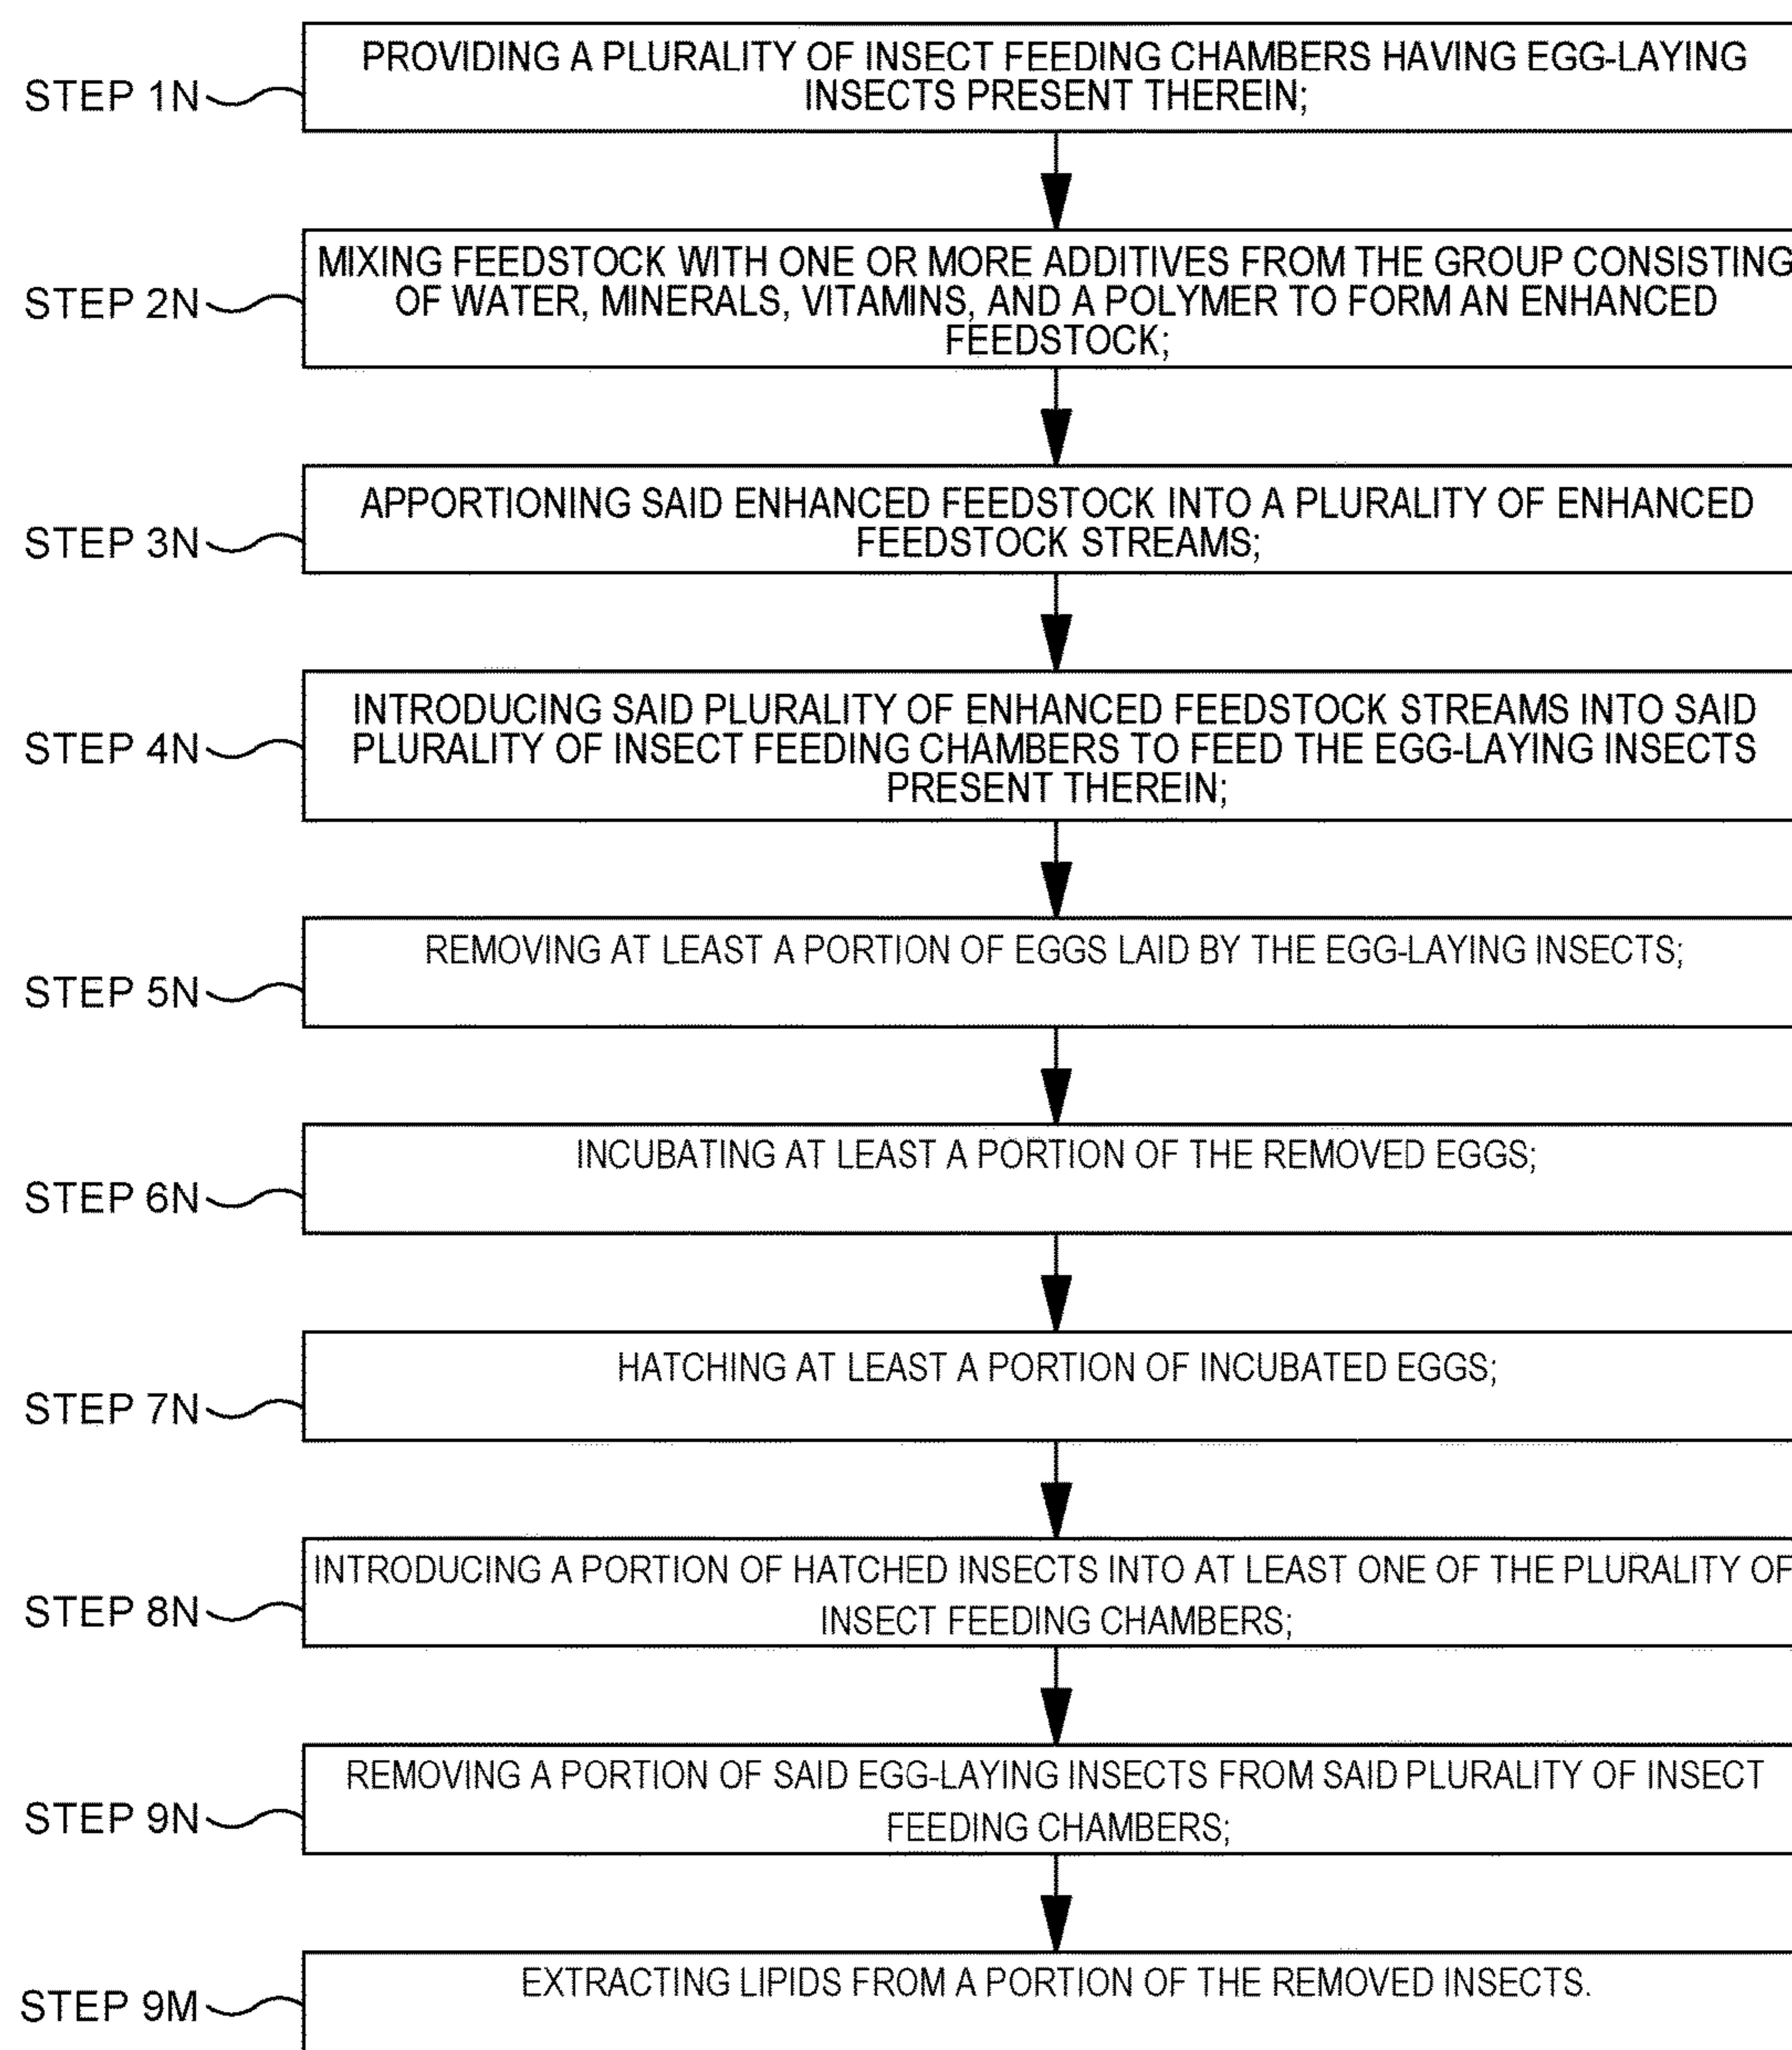 STEP 1N
PROVIDING A PLURALITY OF INSECT FEEDING CHAMBERS HAVING EGG-LAYING
INSECTS PRESENT THEREIN;
STEP 2N
MIXING FEEDSTOCK WITH ONE OR MORE ADDITIVES FROM THE GROUP CONSISTING
OF WATER, MINERALS, VITAMINS, AND A POLYMER TO FORM AN ENHANCED
FEEDSTOCK;
STEP 3N
APPORTIONING SAID ENHANCED FEEDSTOCK INTO A PLURALITY OF ENHANCED
FEEDSTOCK STREAMS;
STEP 4N
INTRODUCING SAID PLURALITY OF ENHANCED FEEDSTOCK STREAMS INTO SAID
PLURALITY OF INSECT FEEDING CHAMBERS TO FEED THE EGG-LAYING INSECTS
PRESENT THEREIN;
STEP 5N
REMOVING AT LEAST A PORTION OF EGGS LAID BY THE EGG-LAYING INSECTS;
STEP 6N
INCUBATING AT LEAST A PORTION OF THE REMOVED EGGS;
STEP 7N
HATCHING AT LEAST A PORTION OF INCUBATED EGGS;
STEP 8N
INTRODUCING A PORTION OF HATCHED INSECTS INTO AT LEAST ONE OF THE PLURALITY OF
INSECT FEEDING CHAMBERS;
STEP 9N
REMOVING A PORTION OF SAID EGG-LAYING INSECTS FROM SAID PLURALITY OF INSECT
FEEDING CHAMBERS;
STEP 9M
EXTRACTING LIPIDS FROM A PORTION OF THE REMOVED INSECTS.